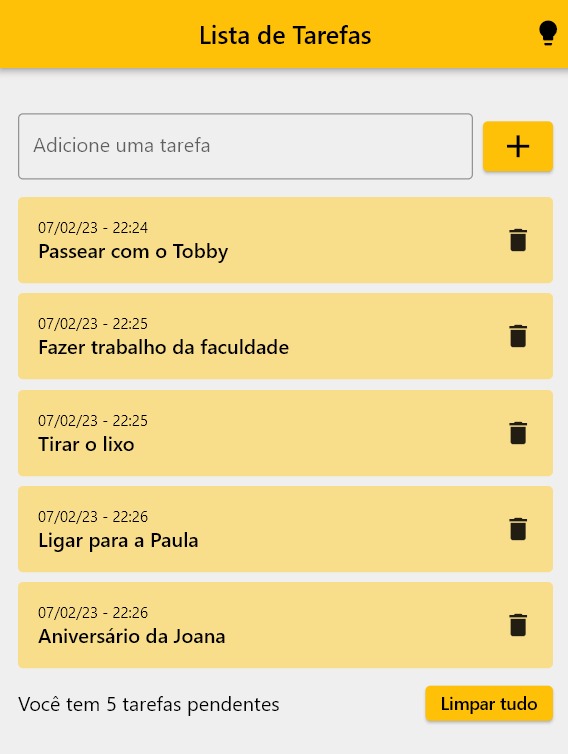 Lista de Tarefas
Adicione uma tarefa
07/02/23 - 22:24
Passear com o Tobby
07/02/23 - 22:25
Fazer trabalho da faculdade
07/02/23 - 22:25
Tirar o lixo
07/02/23 - 22:26
Ligar para a Paula
07/02/23 - 22:26
Aniversário da Joana
Você tem 5 tarefas pendentes
Limpar tudo